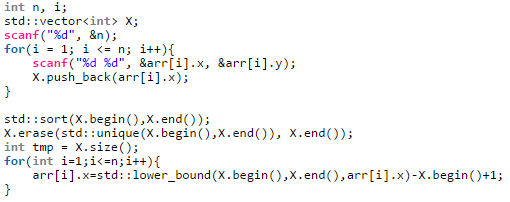 int n, i;
std::vector<int> X;
scanf("%d", &n);
for(i = 1; i <= n; i++){
    scanf("%d %d", &arr[i].x, &arr[i].y);
    X.push_back(arr[i].x);
}
std::sort(X.begin(),X.end());
X.erase(std::unique(X.begin(),X.end()), X.end());
int tmp = X.size();
for(int i=1;i<=n;i++){
    arr[i].x=std::lower_bound(X.begin(),X.end(),arr[i].x)-X.begin()+1;
}